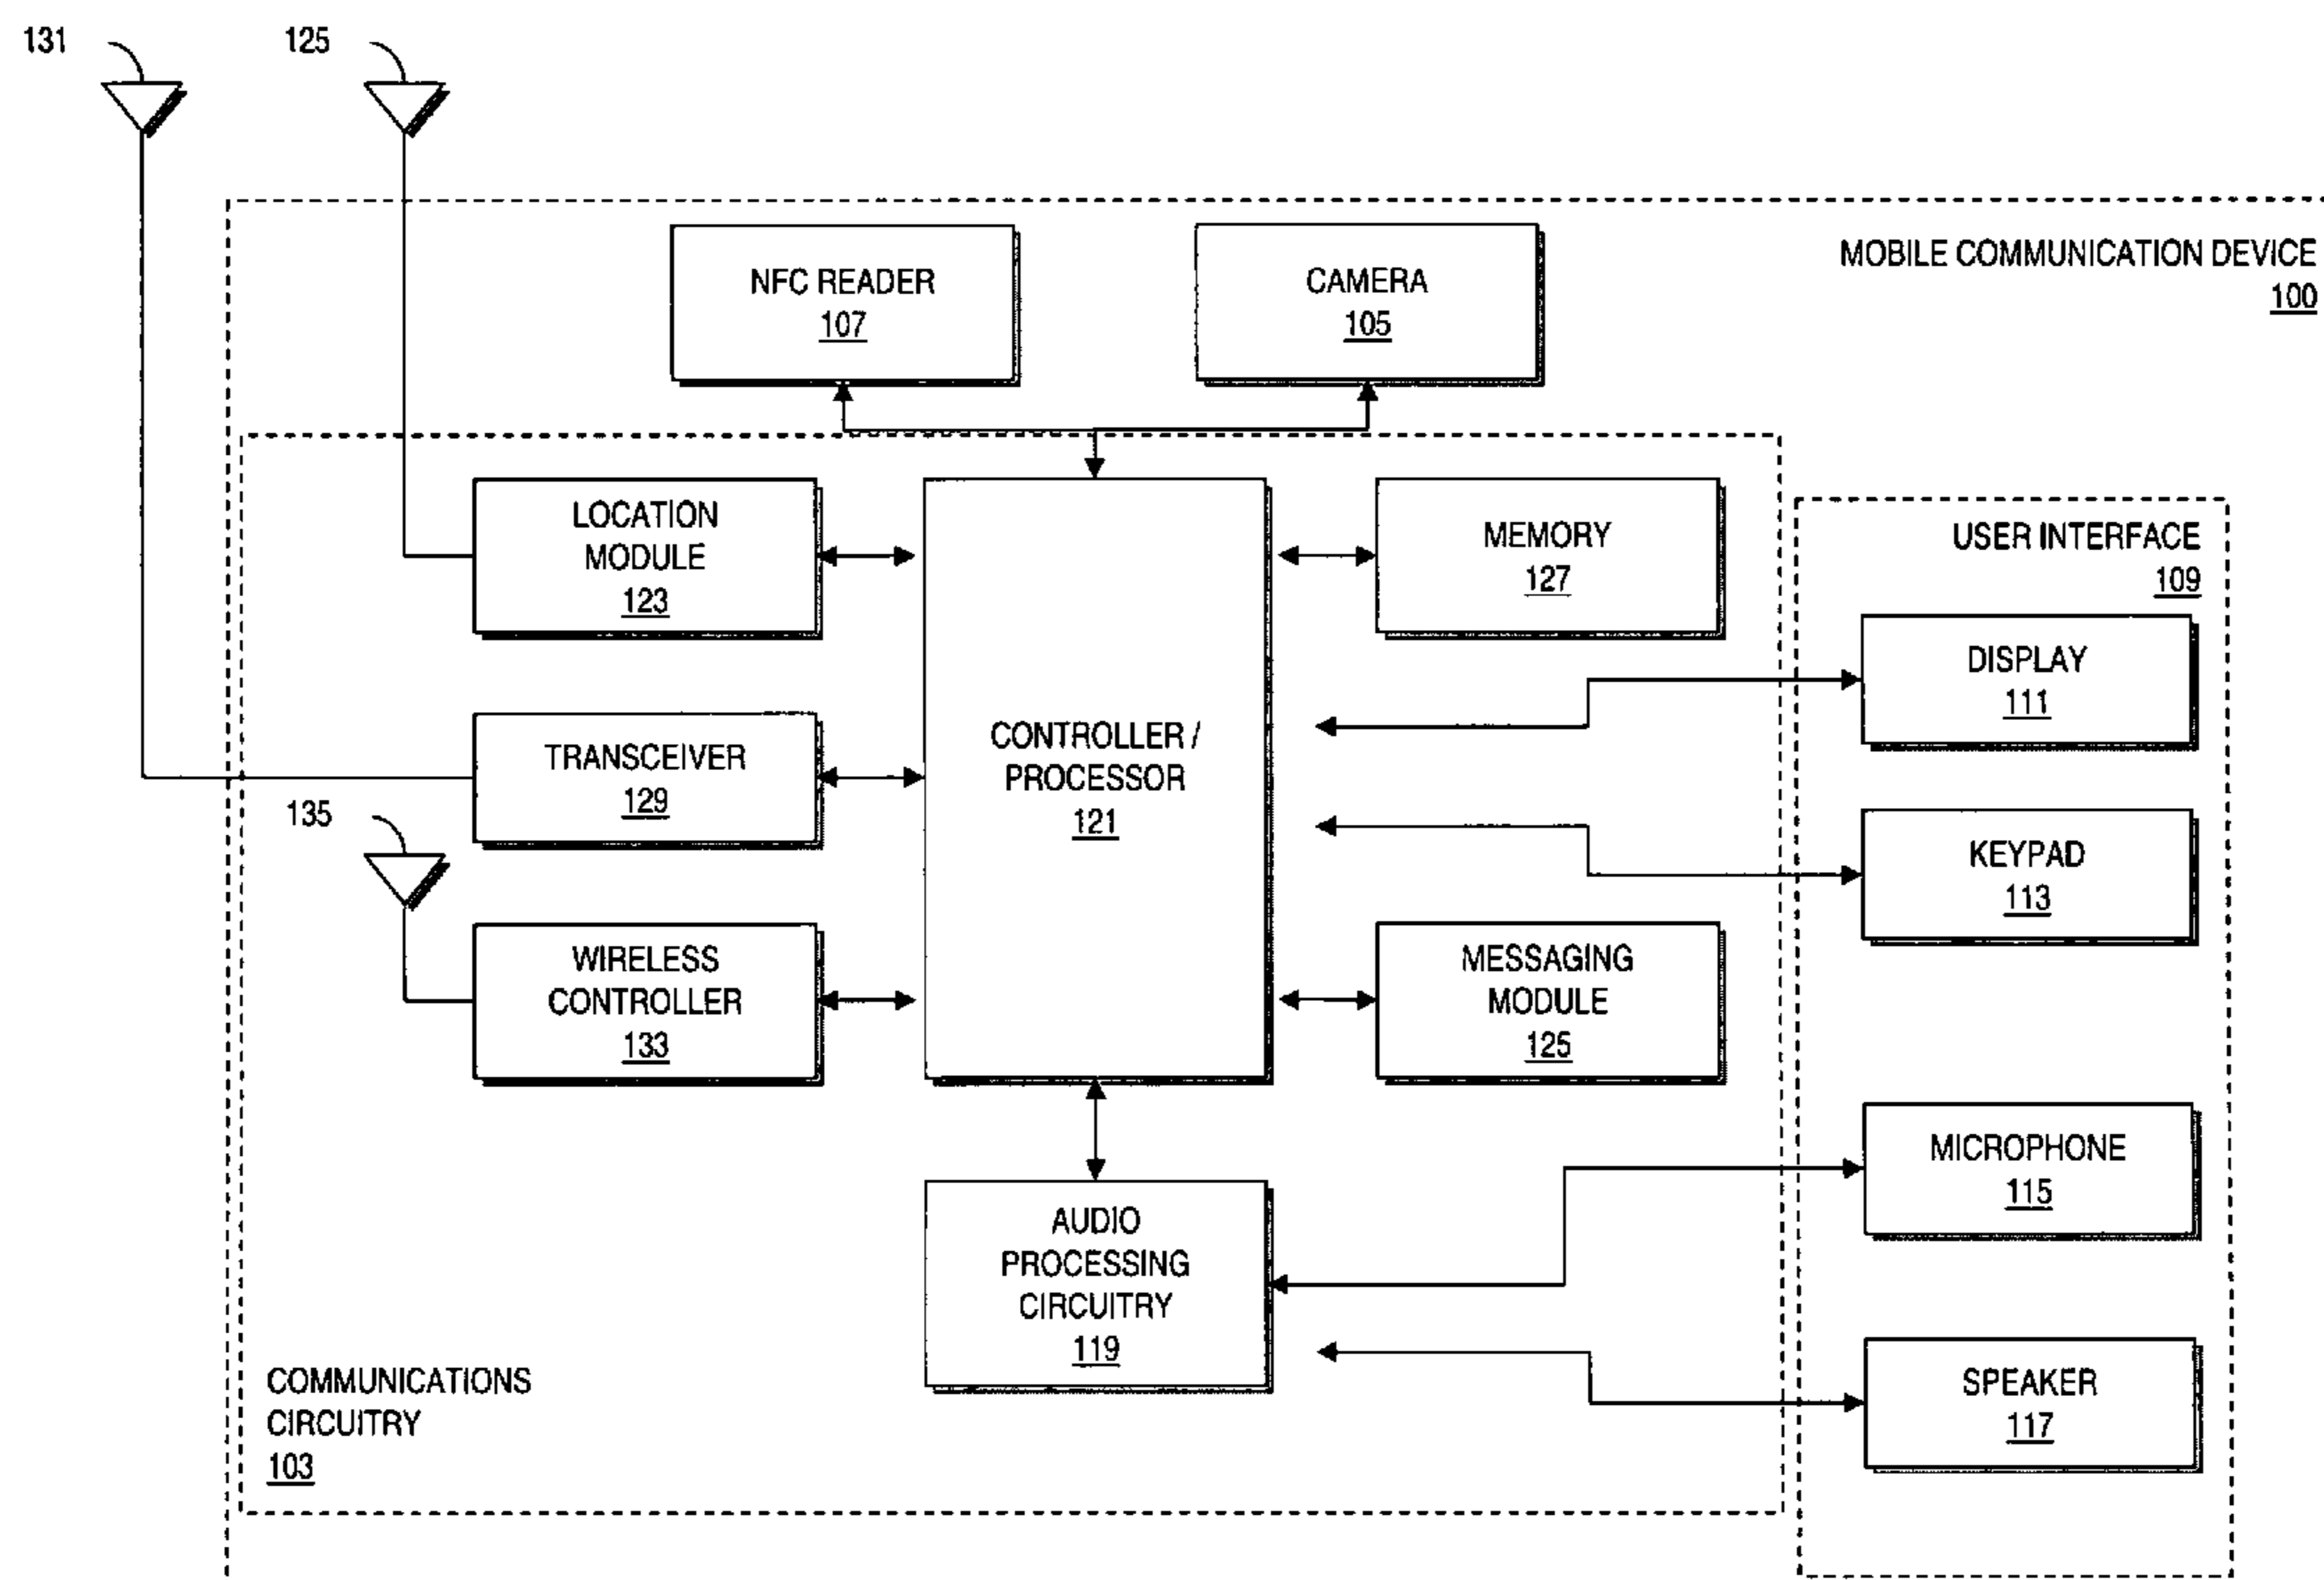 131
125
MOBILE COMMUNICATION DEVICE
100
NFC READER
107
CAMERA
105
LOCATION
MODULE
123
MEMORY
127
USER INTERFACE
109
DISPLAY
111
TRANSCEIVER
129
CONTROLLER /
PROCESSOR
121
135
KEYPAD
113
WIRELESS
CONTROLLER
133
MESSAGING
MODULE
125
MICROPHONE
115
AUDIO
PROCESSING
CIRCUITRY
119
SPEAKER
117
COMMUNICATIONS
CIRCUITRY
103